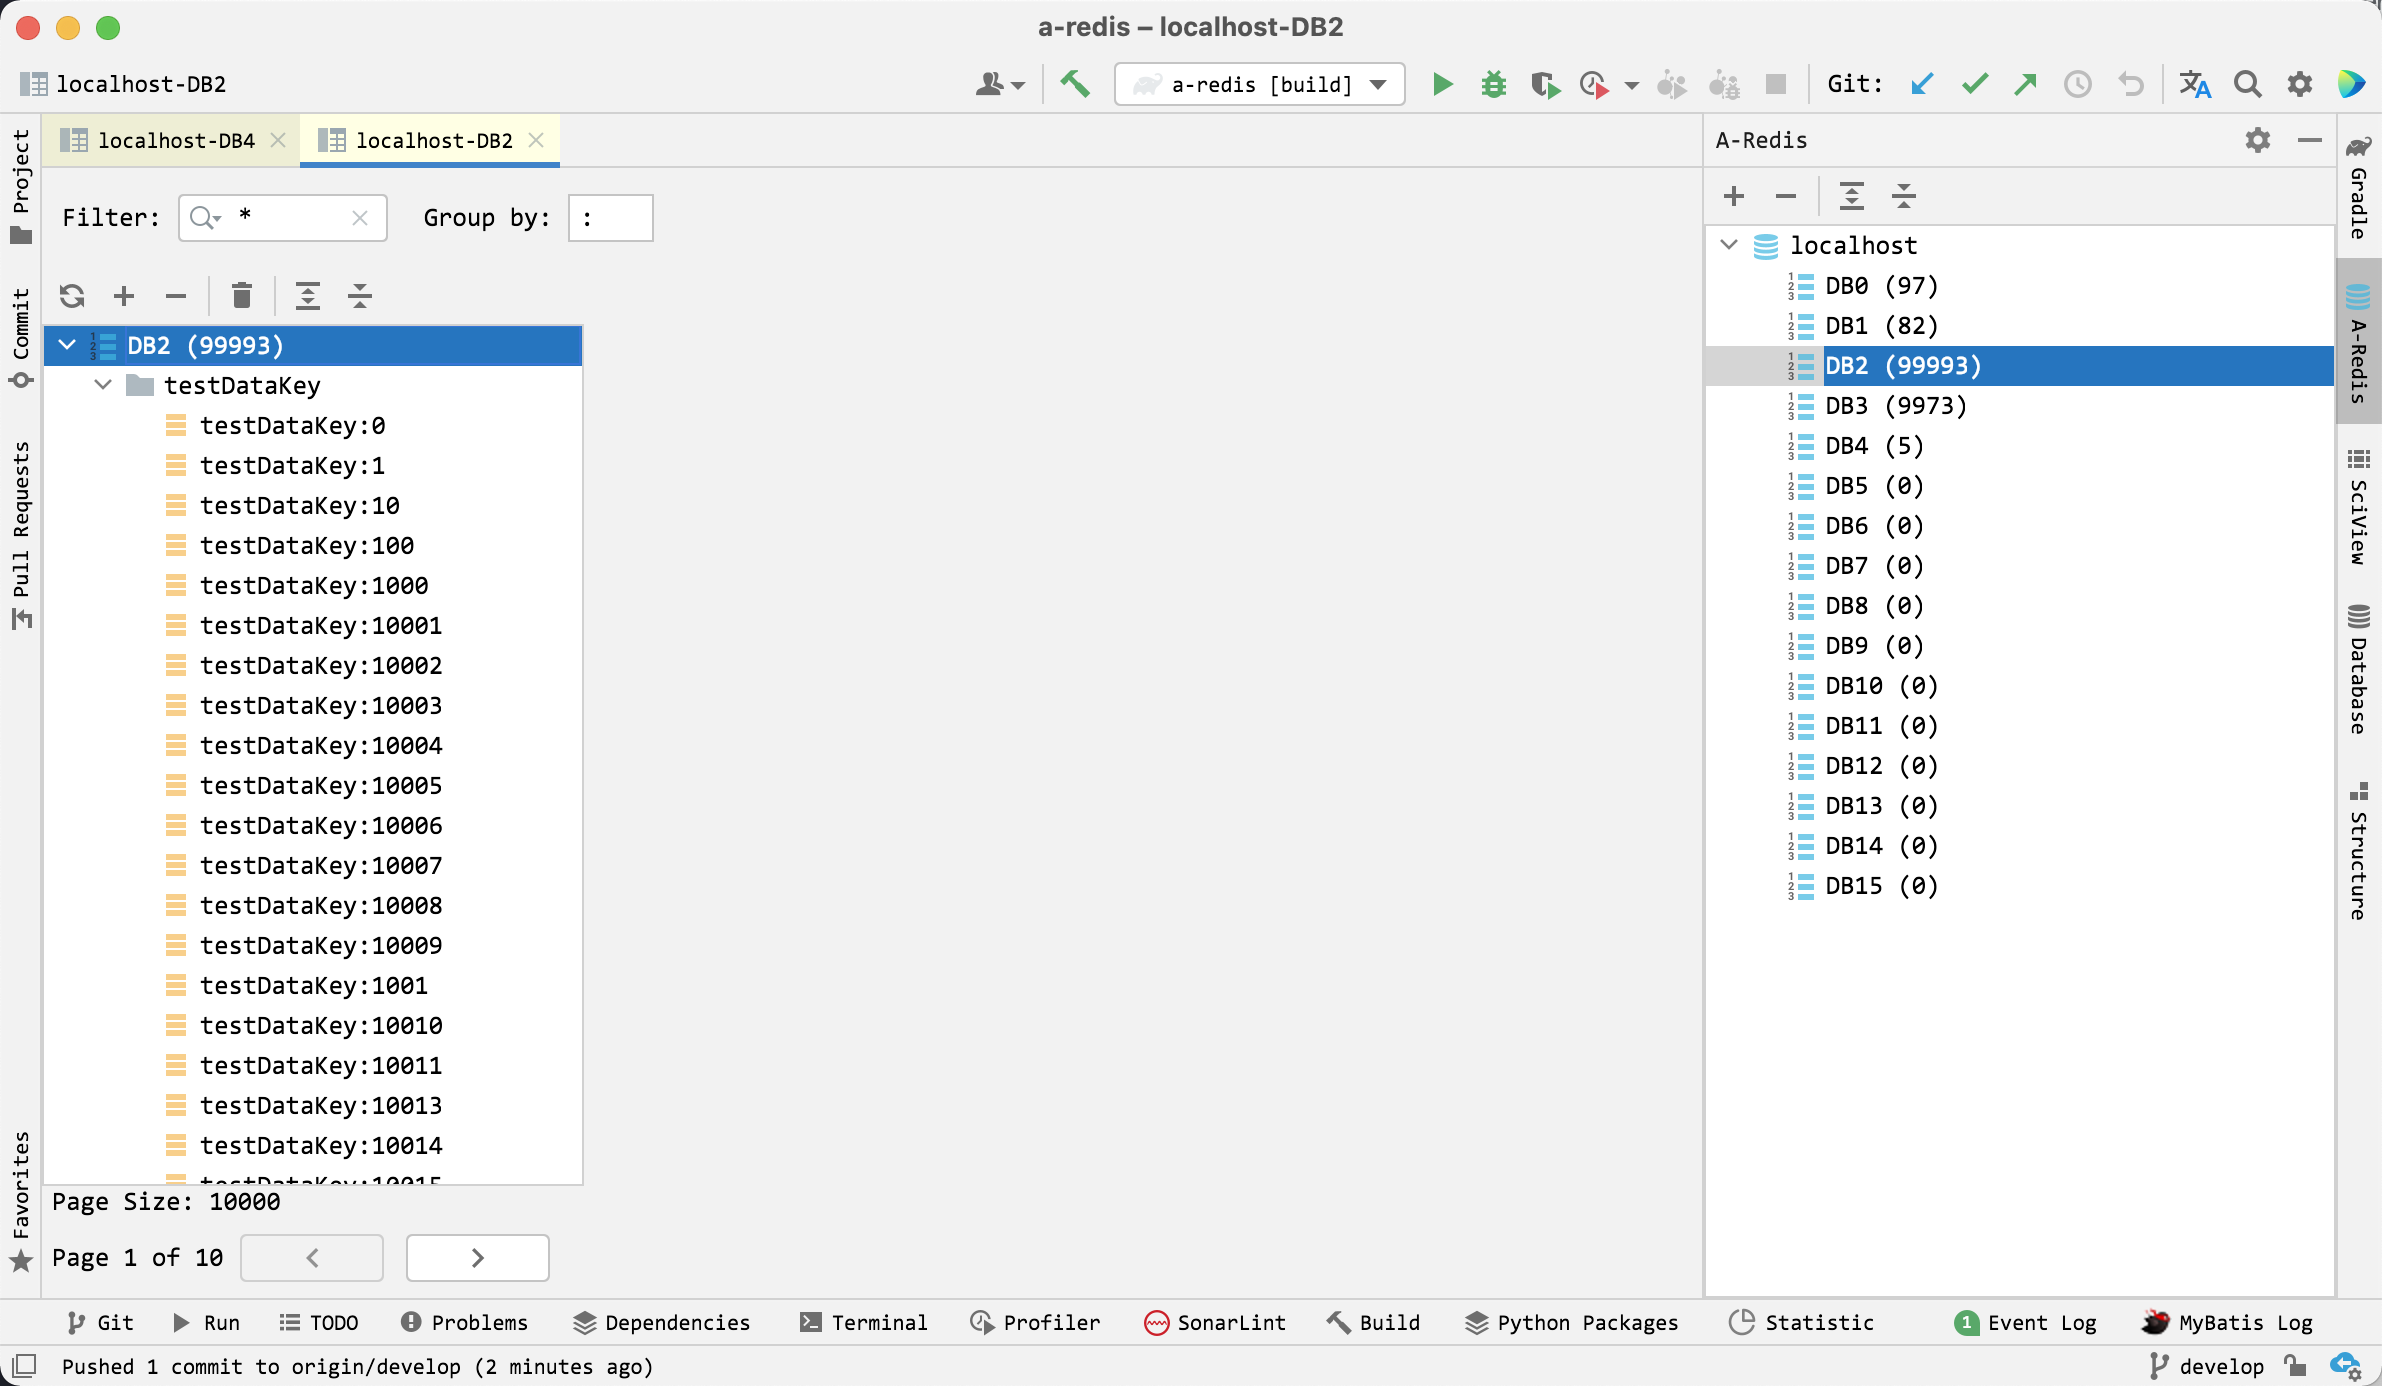 a-redis – localhost-DB2
localhost-DB2
a-redis [build]
Git:
Project
Commit
Pull Requests
Favorites
localhost-DB4
localhost-DB2
Filter: *
Group by: :
DB2 (99993)
testDataKey
testDataKey:0
testDataKey:1
testDataKey:10
testDataKey:100
testDataKey:1000
testDataKey:10001
testDataKey:10002
testDataKey:10003
testDataKey:10004
testDataKey:10005
testDataKey:10006
testDataKey:10007
testDataKey:10008
testDataKey:10009
testDataKey:1001
testDataKey:10010
testDataKey:10011
testDataKey:10013
testDataKey:10014
testDataKey:10015
Page Size: 10000
Page 1 of 10
A-Redis
localhost
DB0 (97)
DB1 (82)
DB2 (99993)
DB3 (9973)
DB4 (5)
DB5 (0)
DB6 (0)
DB7 (0)
DB8 (0)
DB9 (0)
DB10 (0)
DB11 (0)
DB12 (0)
DB13 (0)
DB14 (0)
DB15 (0)
Gradle
A-Redis
SciView
Database
Structure
Git
Run
TODO
Problems
Dependencies
Terminal
Profiler
SonarLint
Build
Python Packages
Statistic
1 Event Log
MyBatis Log
Pushed 1 commit to origin/develop (2 minutes ago)
develop